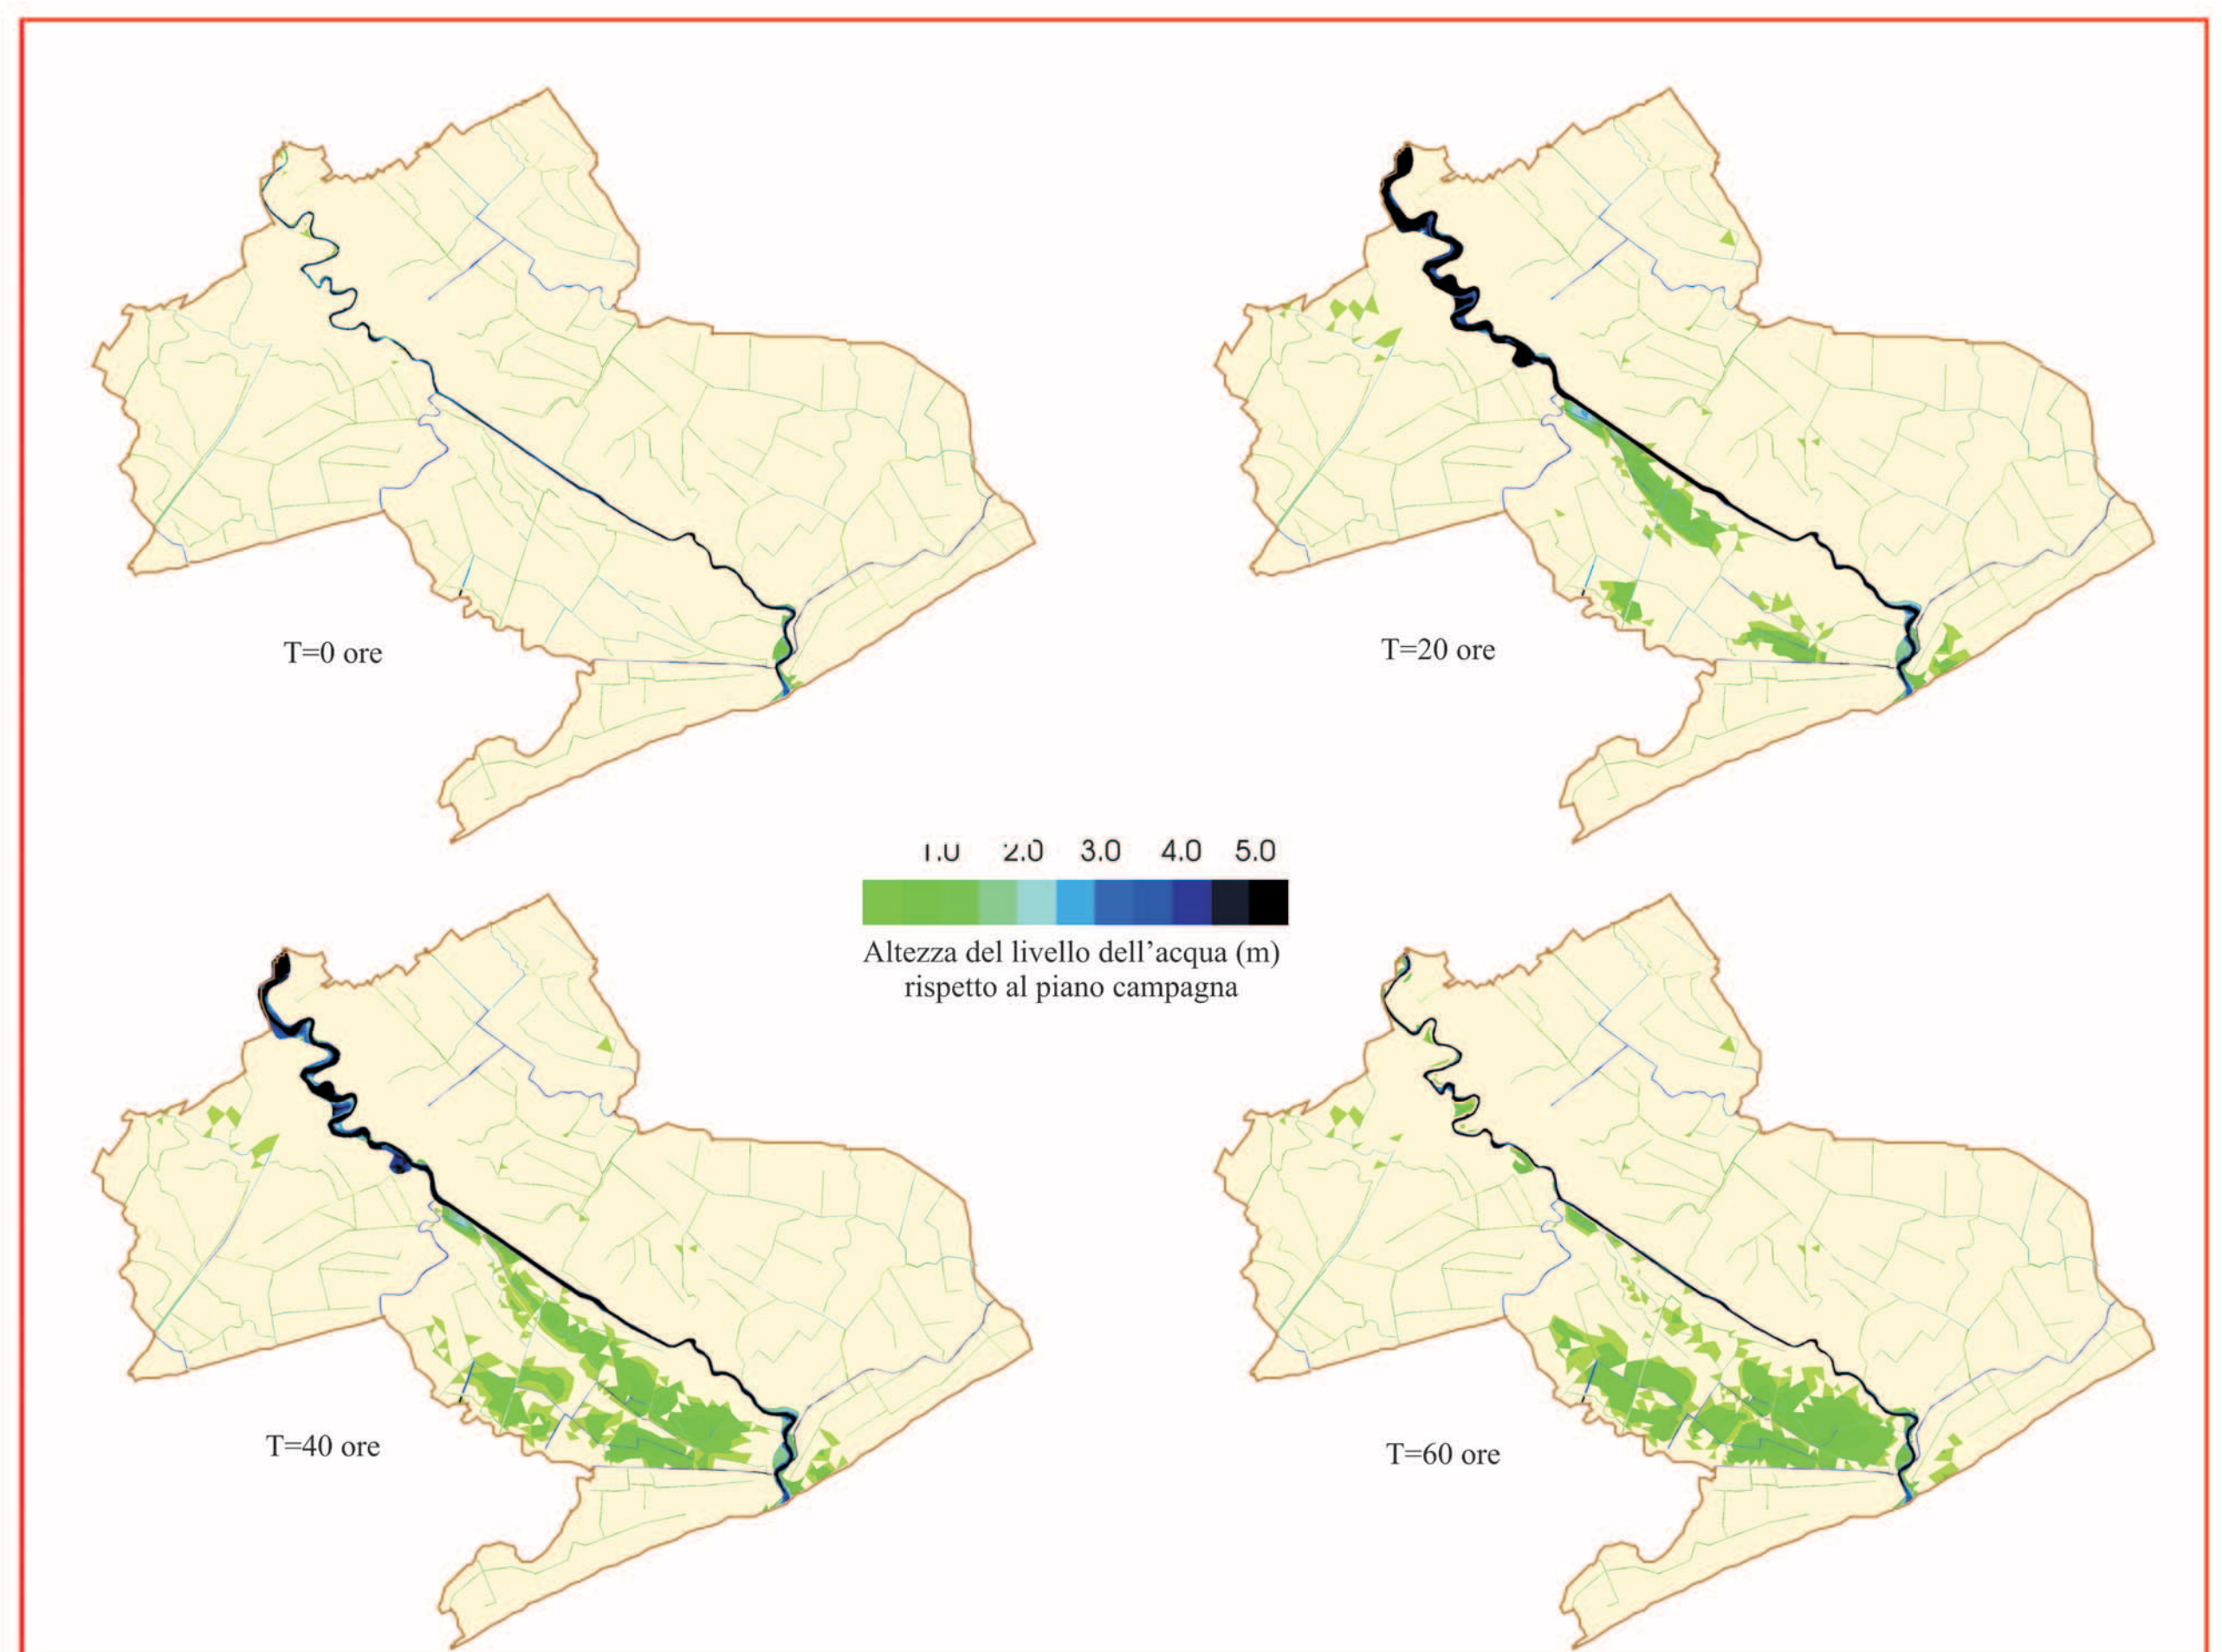 T=0 ore
T=20 ore
1.0 2.0 3.0 4.0 5.0
Altezza del livello dell’acqua (m)
rispetto al piano campagna
T=40 ore
T=60 ore